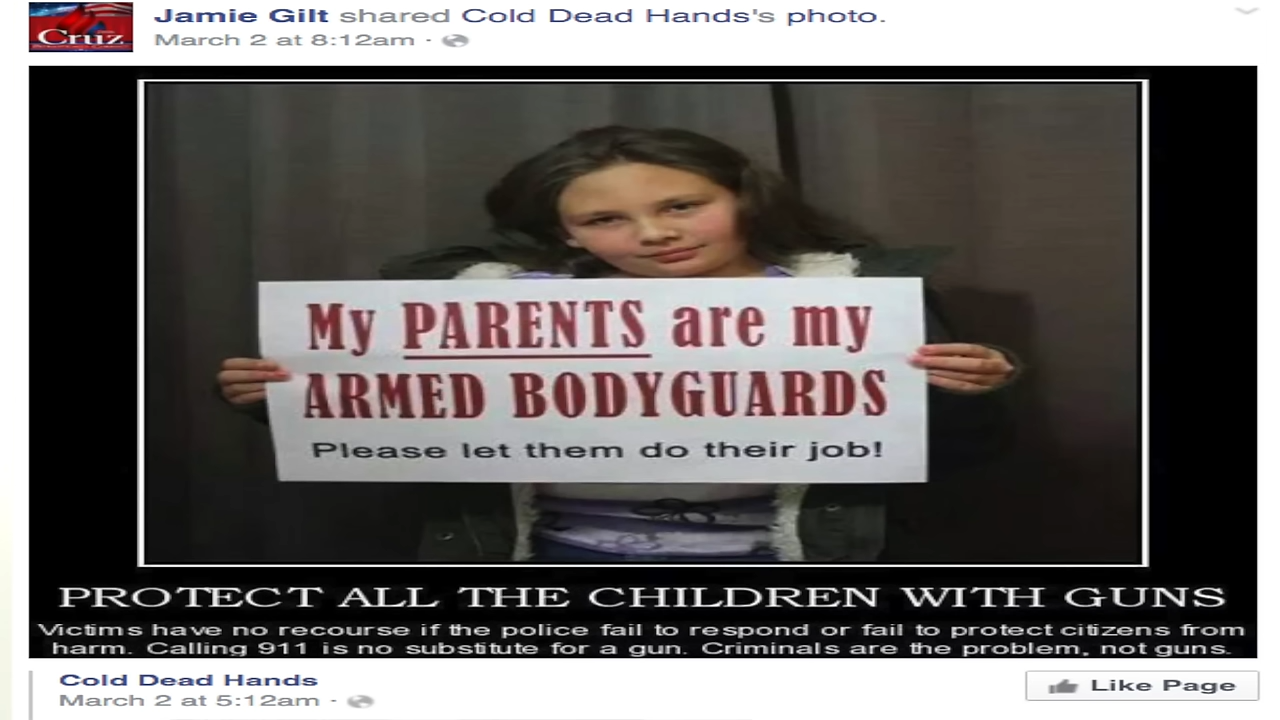 Cruz
Jamie Gilt shared Cold Dead Hands's photo.
March 2 at 8:12am ·
My PARENTS are my
ARMED BODYGUARDS
Please let them do their job!
PROTECT ALL THE CHILDREN WITH GUNS
Victims have no recourse if the police fail to respond or fail to protect citizens from
harm. Calling 911 is no substitute for a gun. Criminals are the problem, not guns.
Cold Dead Hands
March 2 at 5:12am ·
Like Page